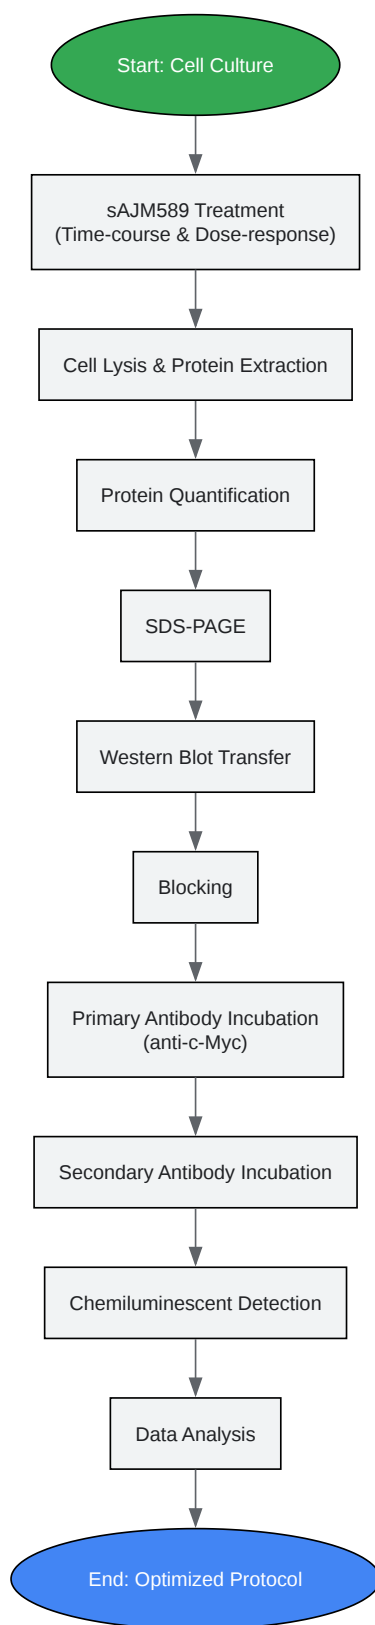 Start: Cell Culture
sAJM589 Treatment
(Time-course & Dose-response)
Cell Lysis & Protein Extraction
Protein Quantification
SDS-PAGE
Western Blot Transfer
Blocking
Primary Antibody Incubation
(anti-c-Myc)
Secondary Antibody Incubation
Chemiluminescent Detection
Data Analysis
End: Optimized Protocol